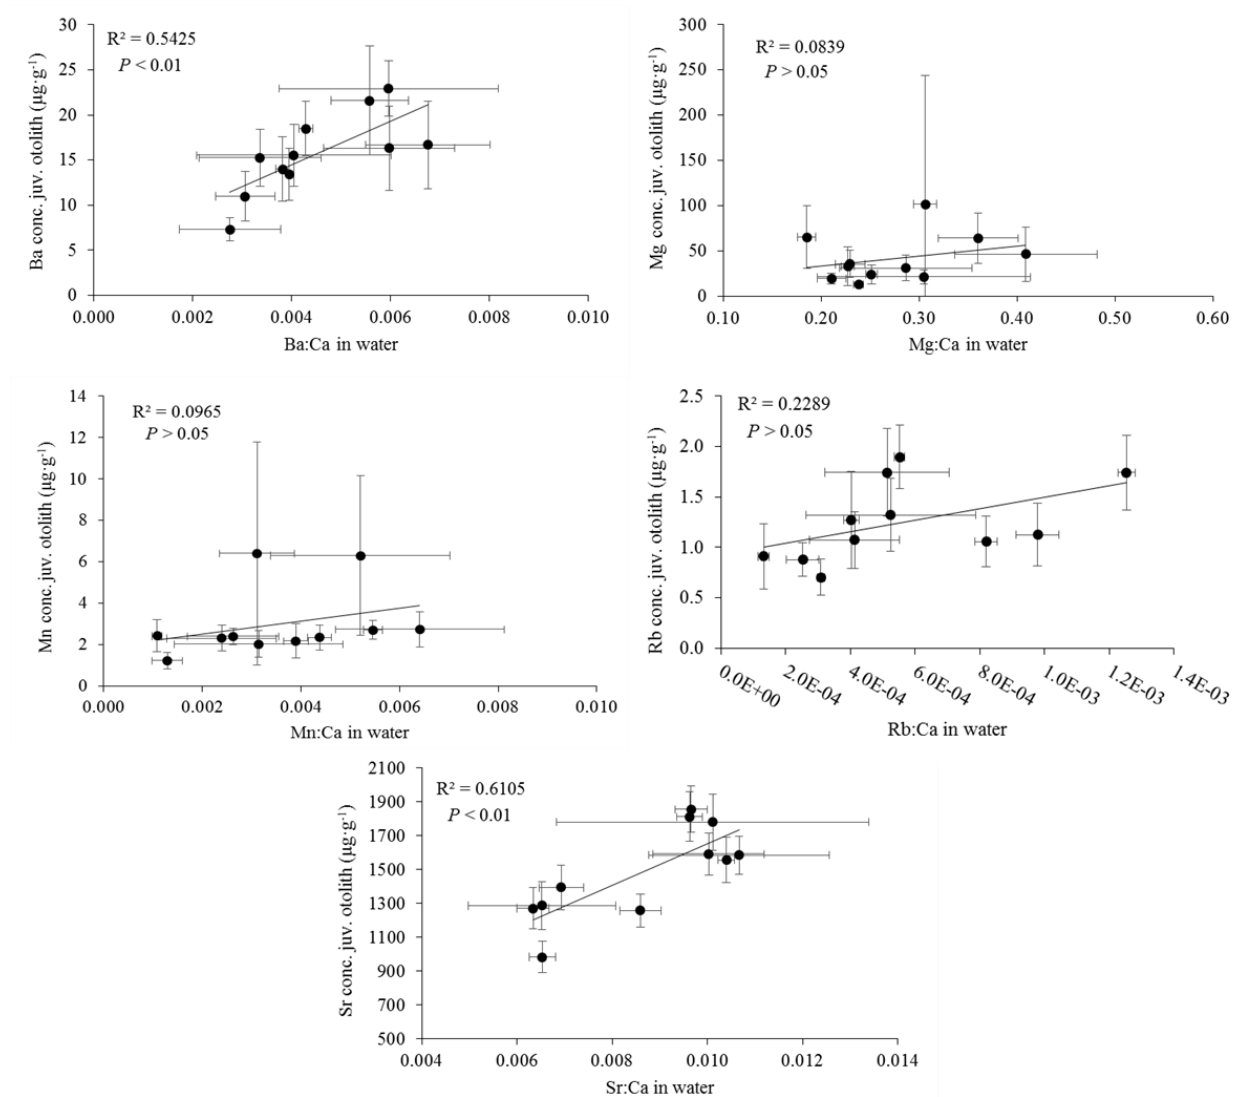 R² = 0.5425
P < 0.01
Ba conc. juv. otolith (µg·g⁻¹)
30
25
20
15
10
5
0
0.000 0.002 0.004 0.006 0.008 0.010
Ba:Ca in water
R² = 0.0839
P > 0.05
Mg conc. juv. otolith (µg·g⁻¹)
300
250
200
150
100
50
0
0.10 0.20 0.30 0.40 0.50 0.60
Mg:Ca in water
R² = 0.0965
P > 0.05
Mn conc. juv. otolith (µg·g⁻¹)
14
12
10
8
6
4
2
0
0.000 0.002 0.004 0.006 0.008 0.010
Mn:Ca in water
R² = 0.2289
P > 0.05
Rb conc. juv. otolith (µg·g⁻¹)
2.5
2.0
1.5
1.0
0.5
0.0
0.0E+00 2.0E-04 4.0E-04 6.0E-04 8.0E-04 1.0E-03 1.2E-03 1.4E-03
Rb:Ca in water
R² = 0.6105
P < 0.01
Sr conc. juv. otolith (µg·g⁻¹)
2100
1900
1700
1500
1300
1100
900
700
500
0.004 0.006 0.008 0.010 0.012 0.014
Sr:Ca in water